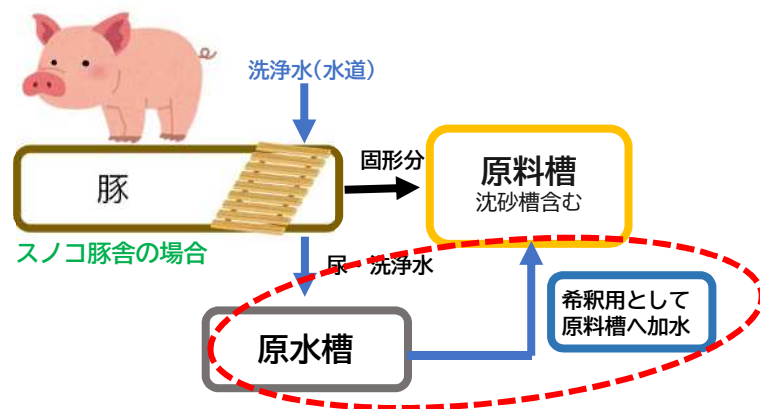 洗浄水(水道)
豚
固形分
原料槽
沈砂槽含む
スノコ豚舎の場合
尿・洗浄水
希釈用として
原料槽へ加水
原水槽